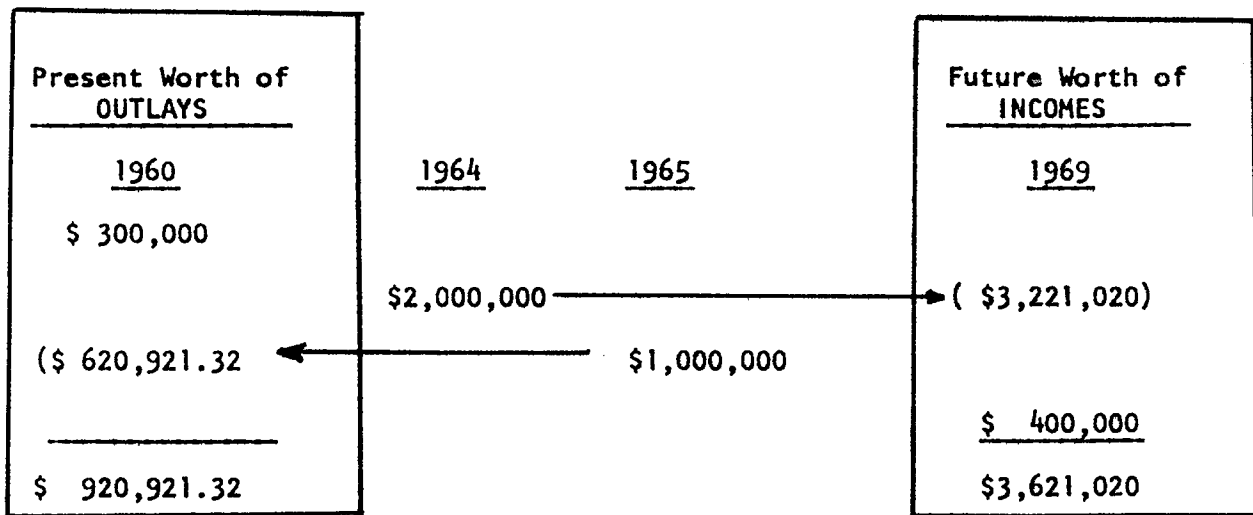 Present Worth of
OUTLAYS
Future Worth of
INCOMES
1960 1964 1965 1969
$ 300,000
$2,000,000 ( $3,221,020)
($ 620,921.32 $1,000,000
$ 400,000
$ 920,921.32 $3,621,020